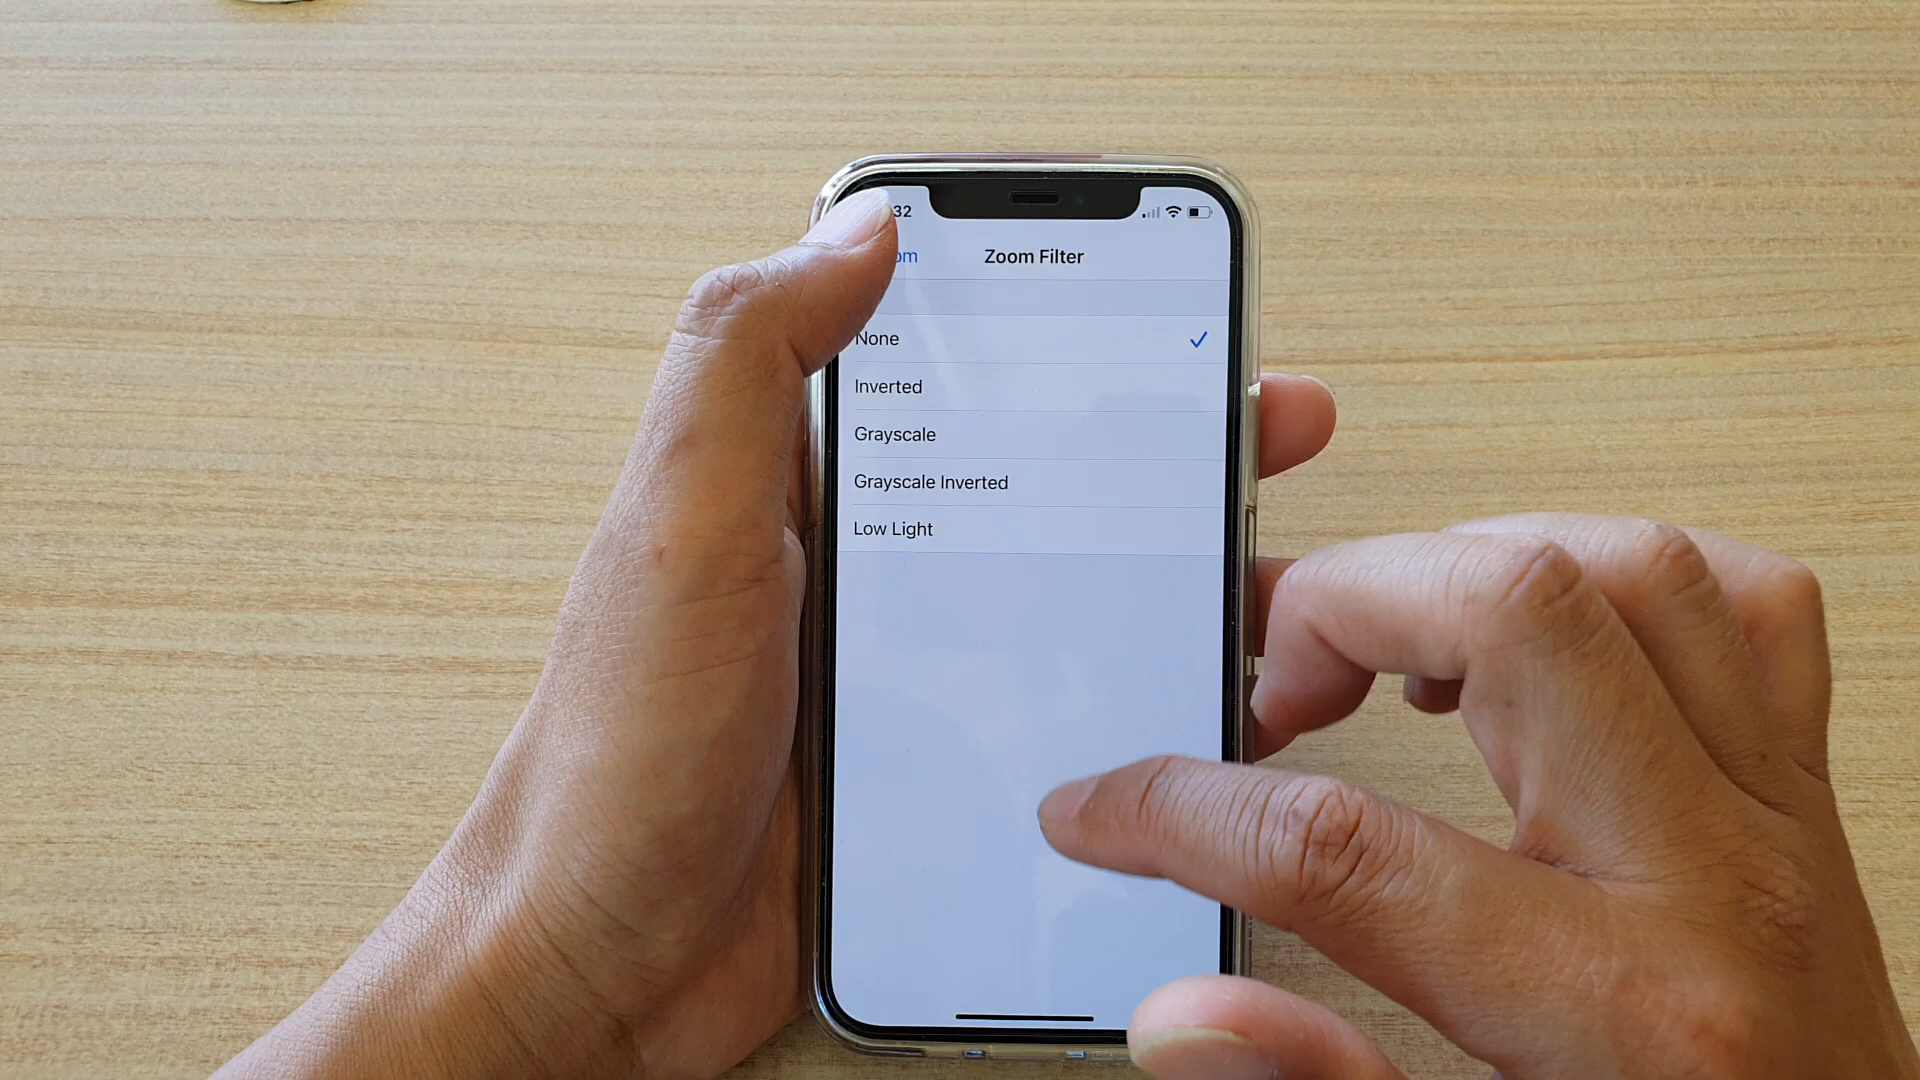 32
Zoom Filter
None
Inverted
Grayscale
Grayscale Inverted
Low Light